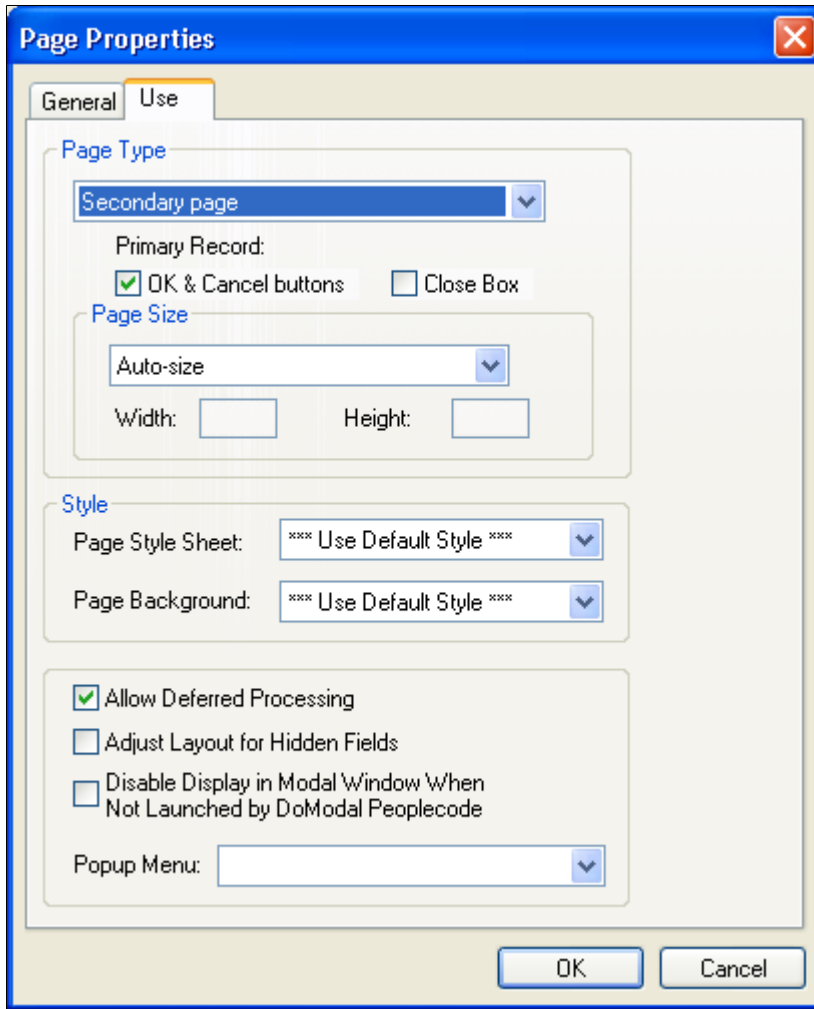 Page Properties
General Use
Page Type
Secondary page
Primary Record:
OK & Cancel buttons Close Box
Page Size
Auto-size
Width: Height:
Style
Page Style Sheet: *** Use Default Style ***
Page Background: *** Use Default Style ***
Allow Deferred Processing
Adjust Layout for Hidden Fields
Disable Display in Modal Window When
Not Launched by DoModal Peoplecode
Popup Menu:
OK Cancel